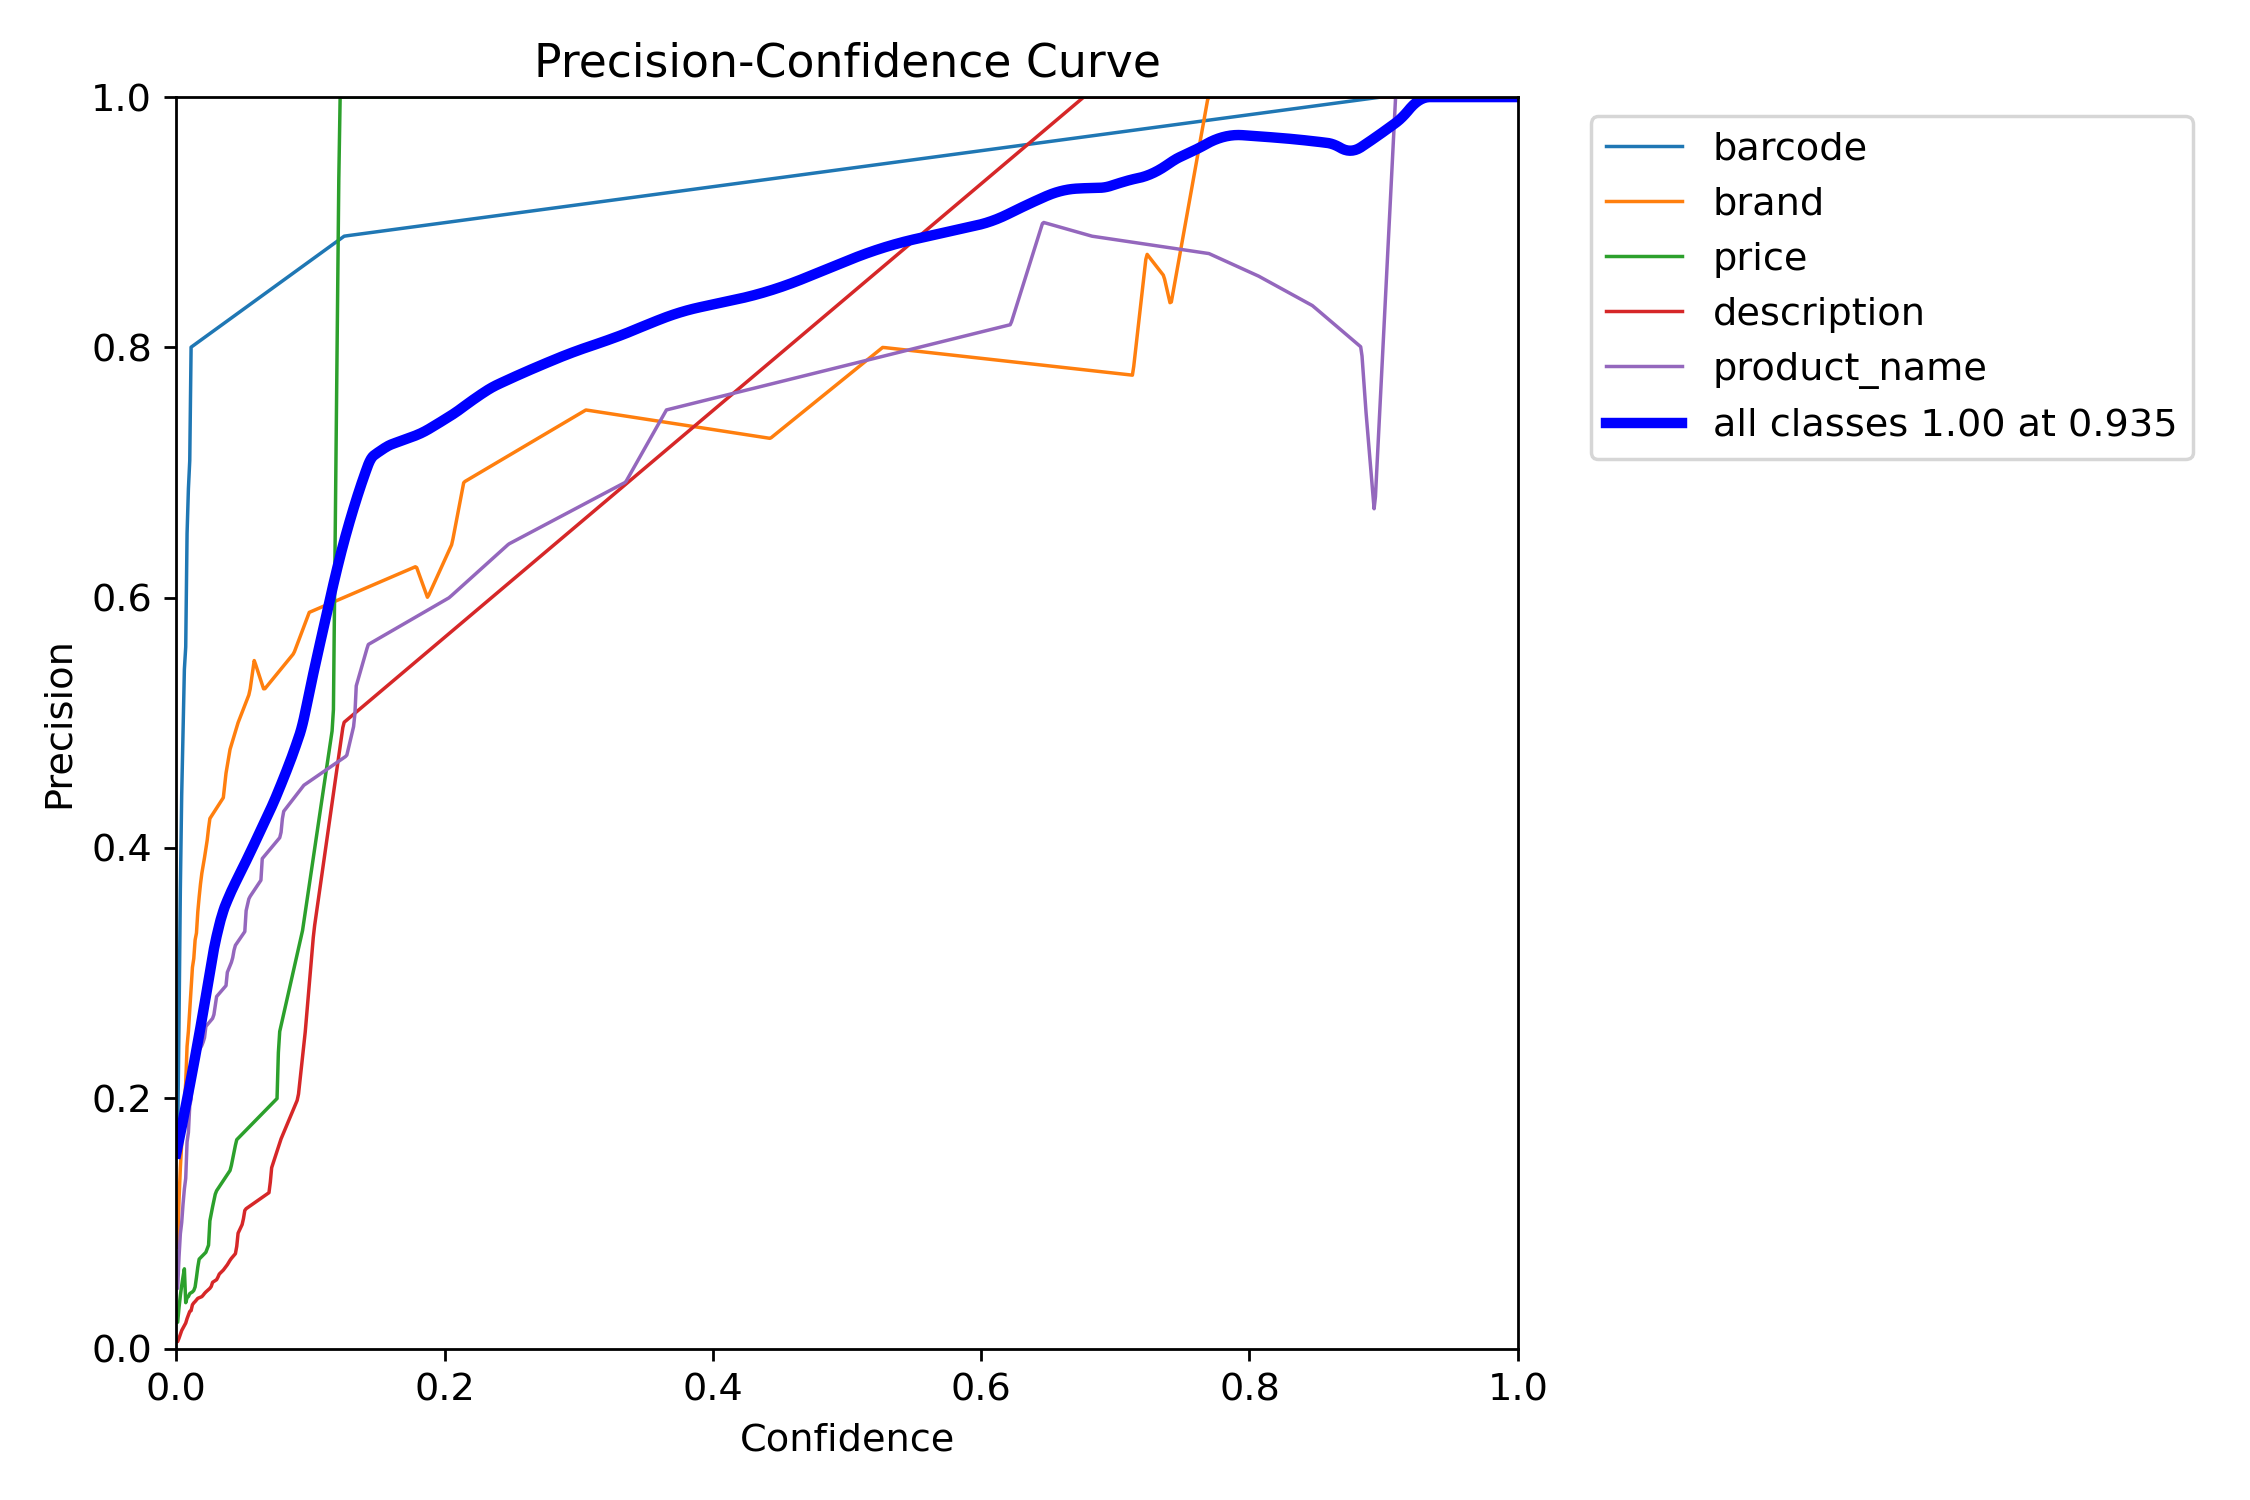 Precision-Confidence Curve
1.0
0.8
0.6
0.4
0.2
0.0
Precision
0.0 0.2 0.4 0.6 0.8 1.0
Confidence
barcode
brand
price
description
product_name
all classes 1.00 at 0.935